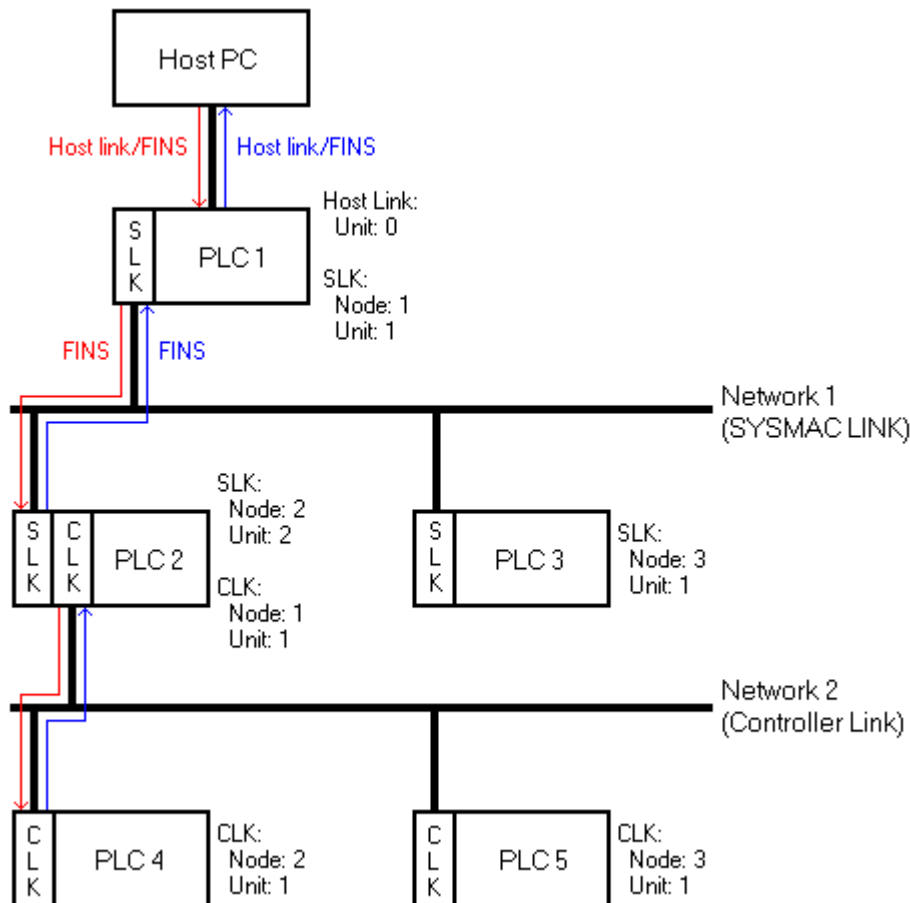 Host PC
Host link/FINS
Host link/FINS
S
L
K
PLC 1
Host Link:
Unit: 0
SLK:
Node: 1
Unit: 1
FINS
FINS
Network 1
(SYSMAC LINK)
S
L
K
C
L
K
PLC 2
SLK:
Node: 2
Unit: 2
CLK:
Node: 1
Unit: 1
S
L
K
PLC 3
SLK:
Node: 3
Unit: 1
Network 2
(Controller Link)
C
L
K
PLC 4
CLK:
Node: 2
Unit: 1
C
L
K
PLC 5
CLK:
Node: 3
Unit: 1